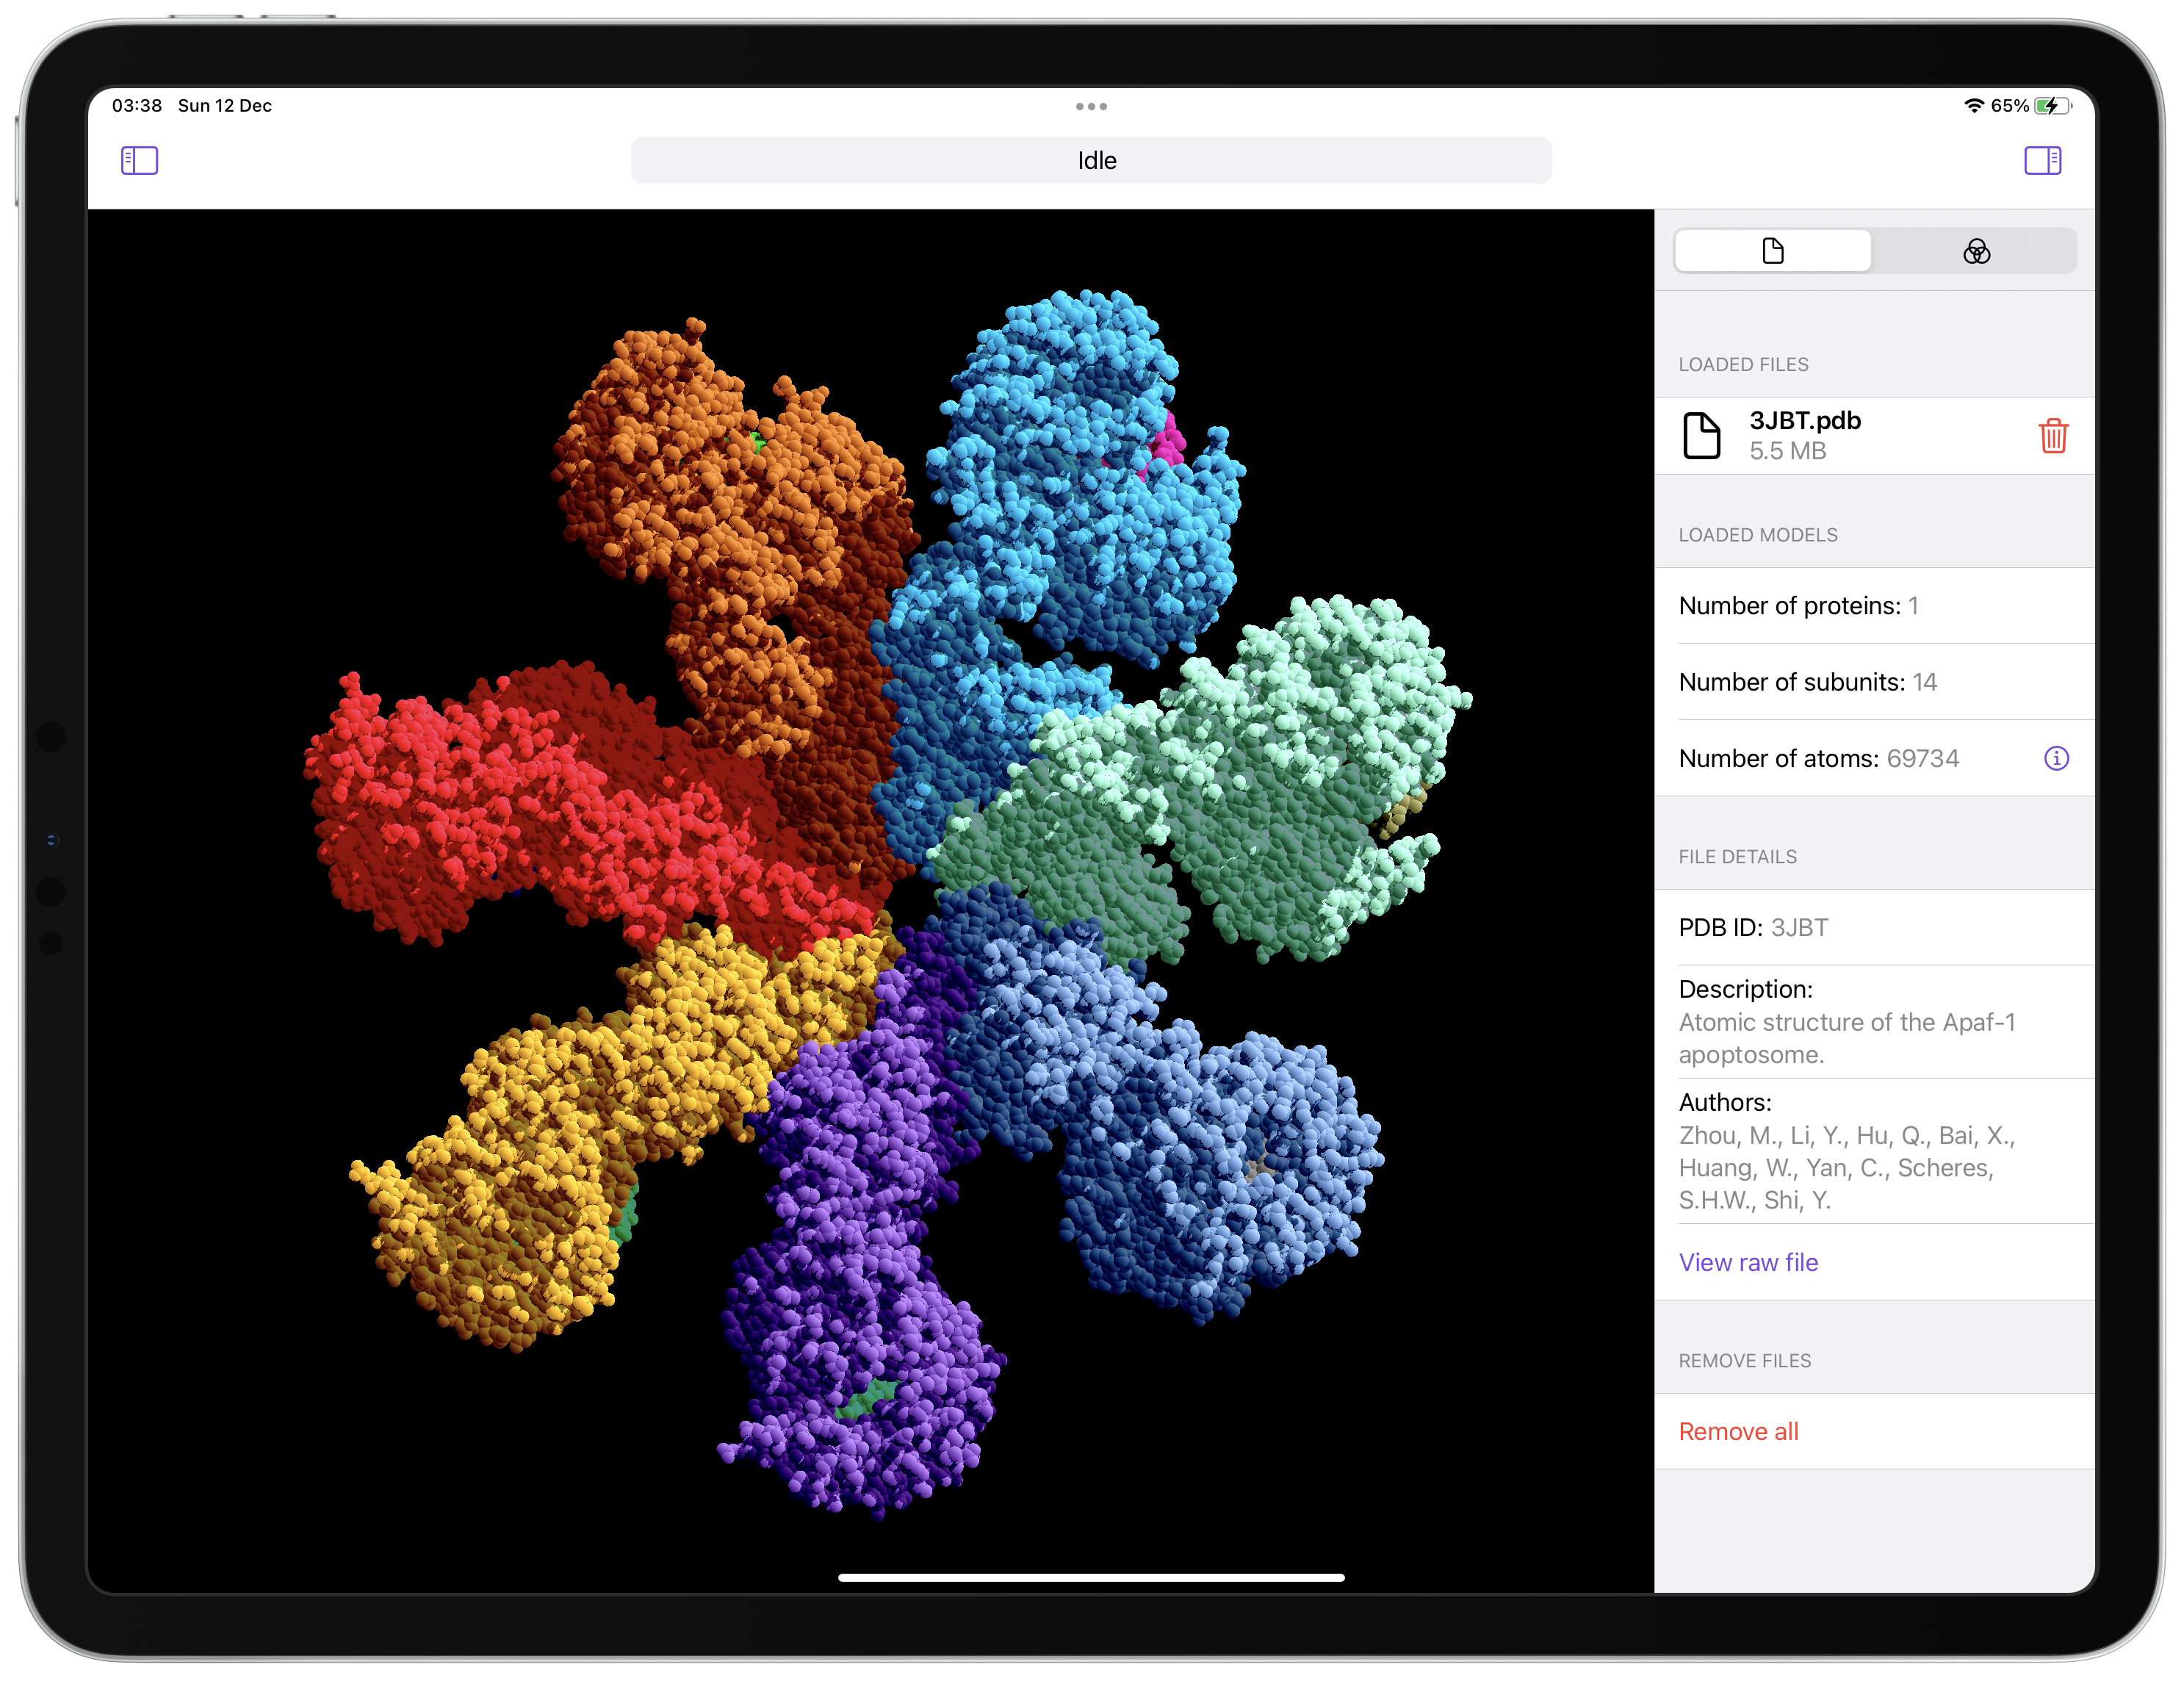 03:38 Sun 12 Dec
65%
Idle
LOADED FILES
3JBT.pdb
5.5 MB
LOADED MODELS
Number of proteins: 1
Number of subunits: 14
Number of atoms: 69734
FILE DETAILS
PDB ID: 3JBT
Description:
Atomic structure of the Apaf-1
apoptosome.
Authors:
Zhou, M., Li, Y., Hu, Q., Bai, X.,
Huang, W., Yan, C., Scheres,
S.H.W., Shi, Y.
View raw file
REMOVE FILES
Remove all